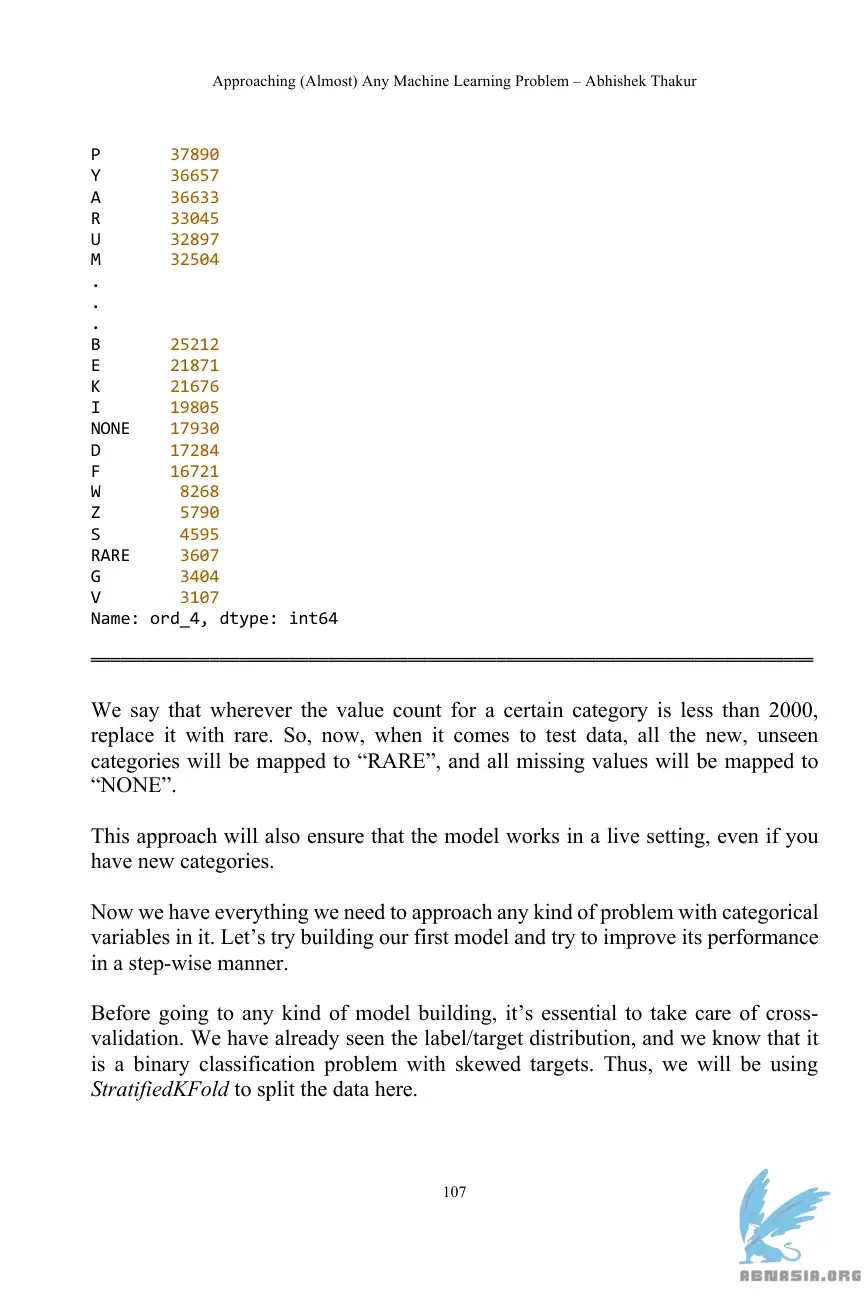 Approaching (Almost) Any Machine Learning Problem – Abhishek Thakur
P 37890
Y 36657
A 36633
R 33045
U 32897
M 32504
.
.
.
B 25212
E 21871
K 21676
I 19805
NONE 17930
D 17284
F 16721
W 8268
Z 5790
S 4595
RARE 3607
G 3404
V 3107
Name: ord_4, dtype: int64
We say that wherever the value count for a certain category is less than 2000,
replace it with rare. So, now, when it comes to test data, all the new, unseen
categories will be mapped to “RARE”, and all missing values will be mapped to
“NONE”.
This approach will also ensure that the model works in a live setting, even if you
have new categories.
Now we have everything we need to approach any kind of problem with categorical
variables in it. Let’s try building our first model and try to improve its performance
in a step-wise manner.
Before going to any kind of model building, it’s essential to take care of cross-
validation. We have already seen the label/target distribution, and we know that it
is a binary classification problem with skewed targets. Thus, we will be using
StratifiedKFold to split the data here.
107
ABNASIA.ORG